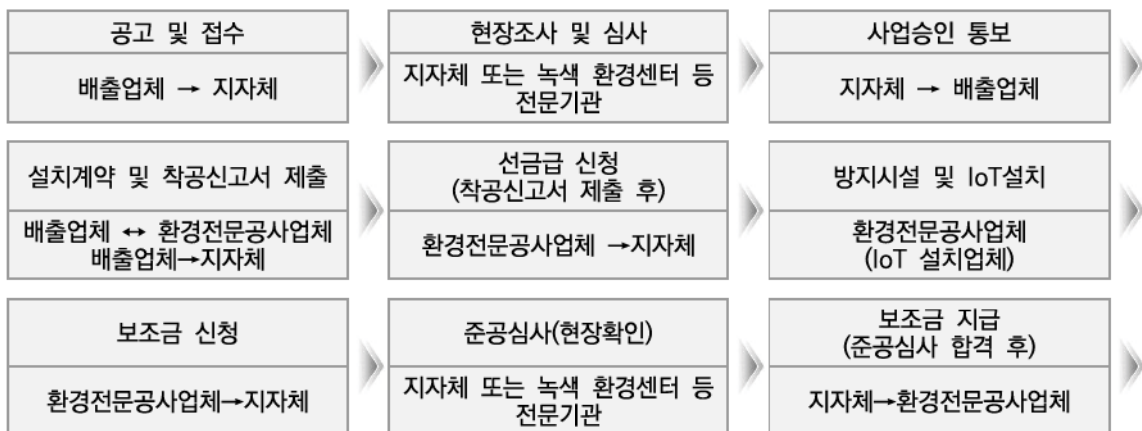 공고 및 접수
배출업체 → 지자체
현장조사 및 심사
지자체 또는 녹색 환경센터 등
전문기관
사업승인 통보
지자체 → 배출업체
설치계약 및 착공신고서 제출
배출업체 ↔ 환경전문공사업체
배출업체→지자체
선금급 신청
(착공신고서 제출 후)
환경전문공사업체 →지자체
방지시설 및 IoT설치
환경전문공사업체
(IoT 설치업체)
보조금 신청
환경전문공사업체→지자체
준공심사(현장확인)
지자체 또는 녹색 환경센터 등
전문기관
보조금 지급
(준공심사 합격 후)
지자체→환경전문공사업체